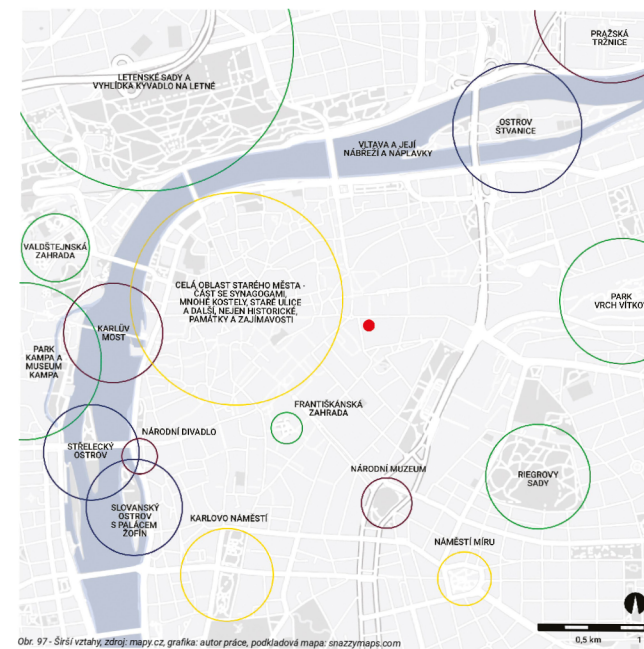 PRAŽSKÁ
TRŽNICE
LETENSKÉ SADY A
VYHLÍDKA KYVADLO NA LETNÉ
OSTROV
ŠTVANICE
VLTAVA A JEJÍ
NÁBŘEŽÍ A NÁPLAVKY
VALDŠTEJNSKÁ
ZAHRADA
CELÁ OBLAST STARÉHO MĚSTA -
ČÁST SE SYNAGOGAMI,
MNOHÉ KOSTELY, STARÉ ULICE
A DALŠÍ, NEJEN HISTORICKÉ,
PAMÁTKY A ZAJÍMAVOSTI
PARK
VRCH VÍTKOV
KARLŮV
MOST
PARK
KAMPA A
MUSEUM
KAMPA
FRANTIŠKÁNSKÁ
ZAHRADA
NÁRODNÍ DIVADLO
STŘELECKÝ
OSTROV
NÁRODNÍ MUZEUM
RIEGROVY
SADY
SLOVANSKÝ
OSTROV
S PALÁCEM
ŽOFÍN
KARLOVO NÁMĚSTÍ
NÁMĚSTÍ MÍRU
0,5 km
1
Obr. 97 - Širší vztahy, zdroj: mapy.cz, grafika: autor práce, podkladová mapa: snazzymaps.com